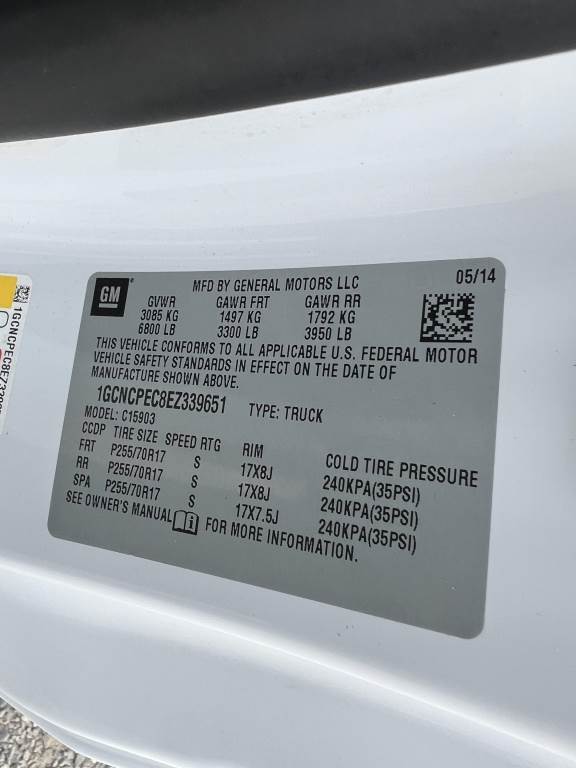 GM
MFD BY GENERAL MOTORS LLC
05/14
GVWR GAWR FRT GAWR RR
3085 KG 1497 KG 1792 KG
6800 LB 3300 LB 3950 LB
THIS VEHICLE CONFORMS TO ALL APPLICABLE U.S. FEDERAL MOTOR
VEHICLE SAFETY STANDARDS IN EFFECT ON THE DATE OF
MANUFACTURE SHOWN ABOVE.
1GCNCPEC8EZ339651 TYPE: TRUCK
MODEL: C15903
CCDP TIRE SIZE SPEED RTG RIM COLD TIRE PRESSURE
FRT P255/70R17 S 17X8J 240KPA(35PSI)
RR P255/70R17 S 17X8J 240KPA(35PSI)
SPA P255/70R17 S 17X7.5J 240KPA(35PSI)
SEE OWNER'S MANUAL FOR MORE INFORMATION.